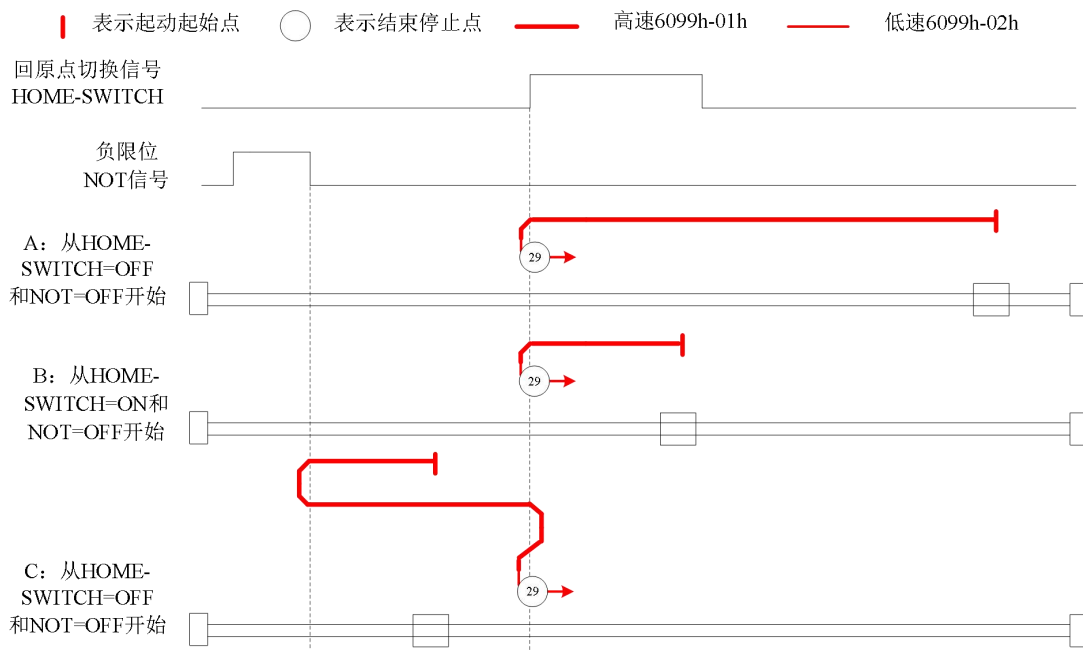 表示起动起始点
表示结束停止点
高速6099h-01h
低速6099h-02h
回原点切换信号
HOME-SWITCH
负限位
NOT信号
29
A：从HOME-
SWITCH=OFF
和NOT=OFF开始
29
B：从HOME-
SWITCH=ON和
NOT=OFF开始
29
C：从HOME-
SWITCH=OFF
和NOT=OFF开始